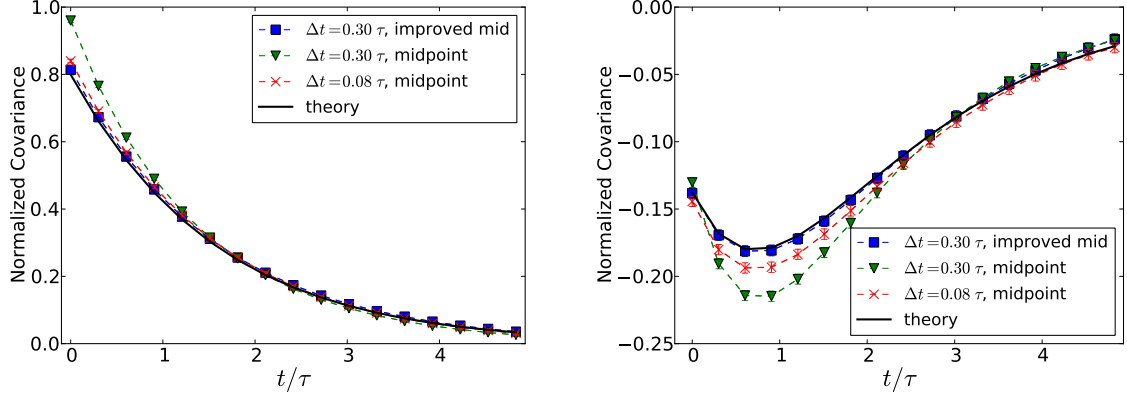 1.0
0.8
0.6
0.4
0.2
0.0
Normalized Covariance
Δt=0.30 τ, improved mid
Δt=0.30 τ, midpoint
Δt=0.08 τ, midpoint
theory
0 1 2 3 4
t/τ
−0.00
−0.05
−0.10
−0.15
−0.20
−0.25
Normalized Covariance
Δt=0.30 τ, improved mid
Δt=0.30 τ, midpoint
Δt=0.08 τ, midpoint
theory
0 1 2 3 4
t/τ